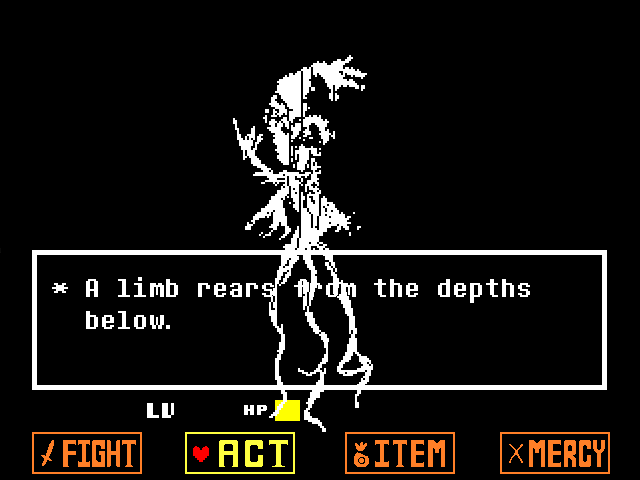 * A limb rears from the depths
below.
LV
HP
FIGHT
ACT
ITEM
MERCY